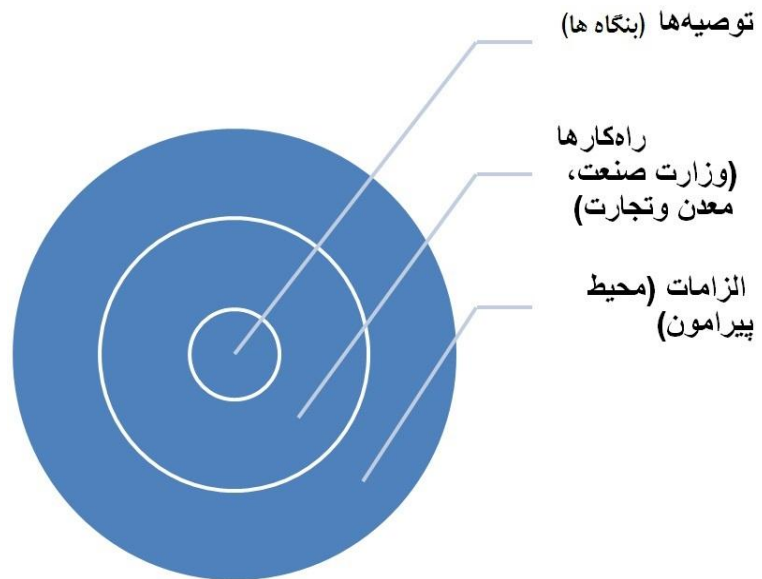 توصیه‌ها (بنگاه ها)
راه‌کارها
(وزارت صنعت،
معدن وتجارت)
الزامات (محیط
پیرامون)